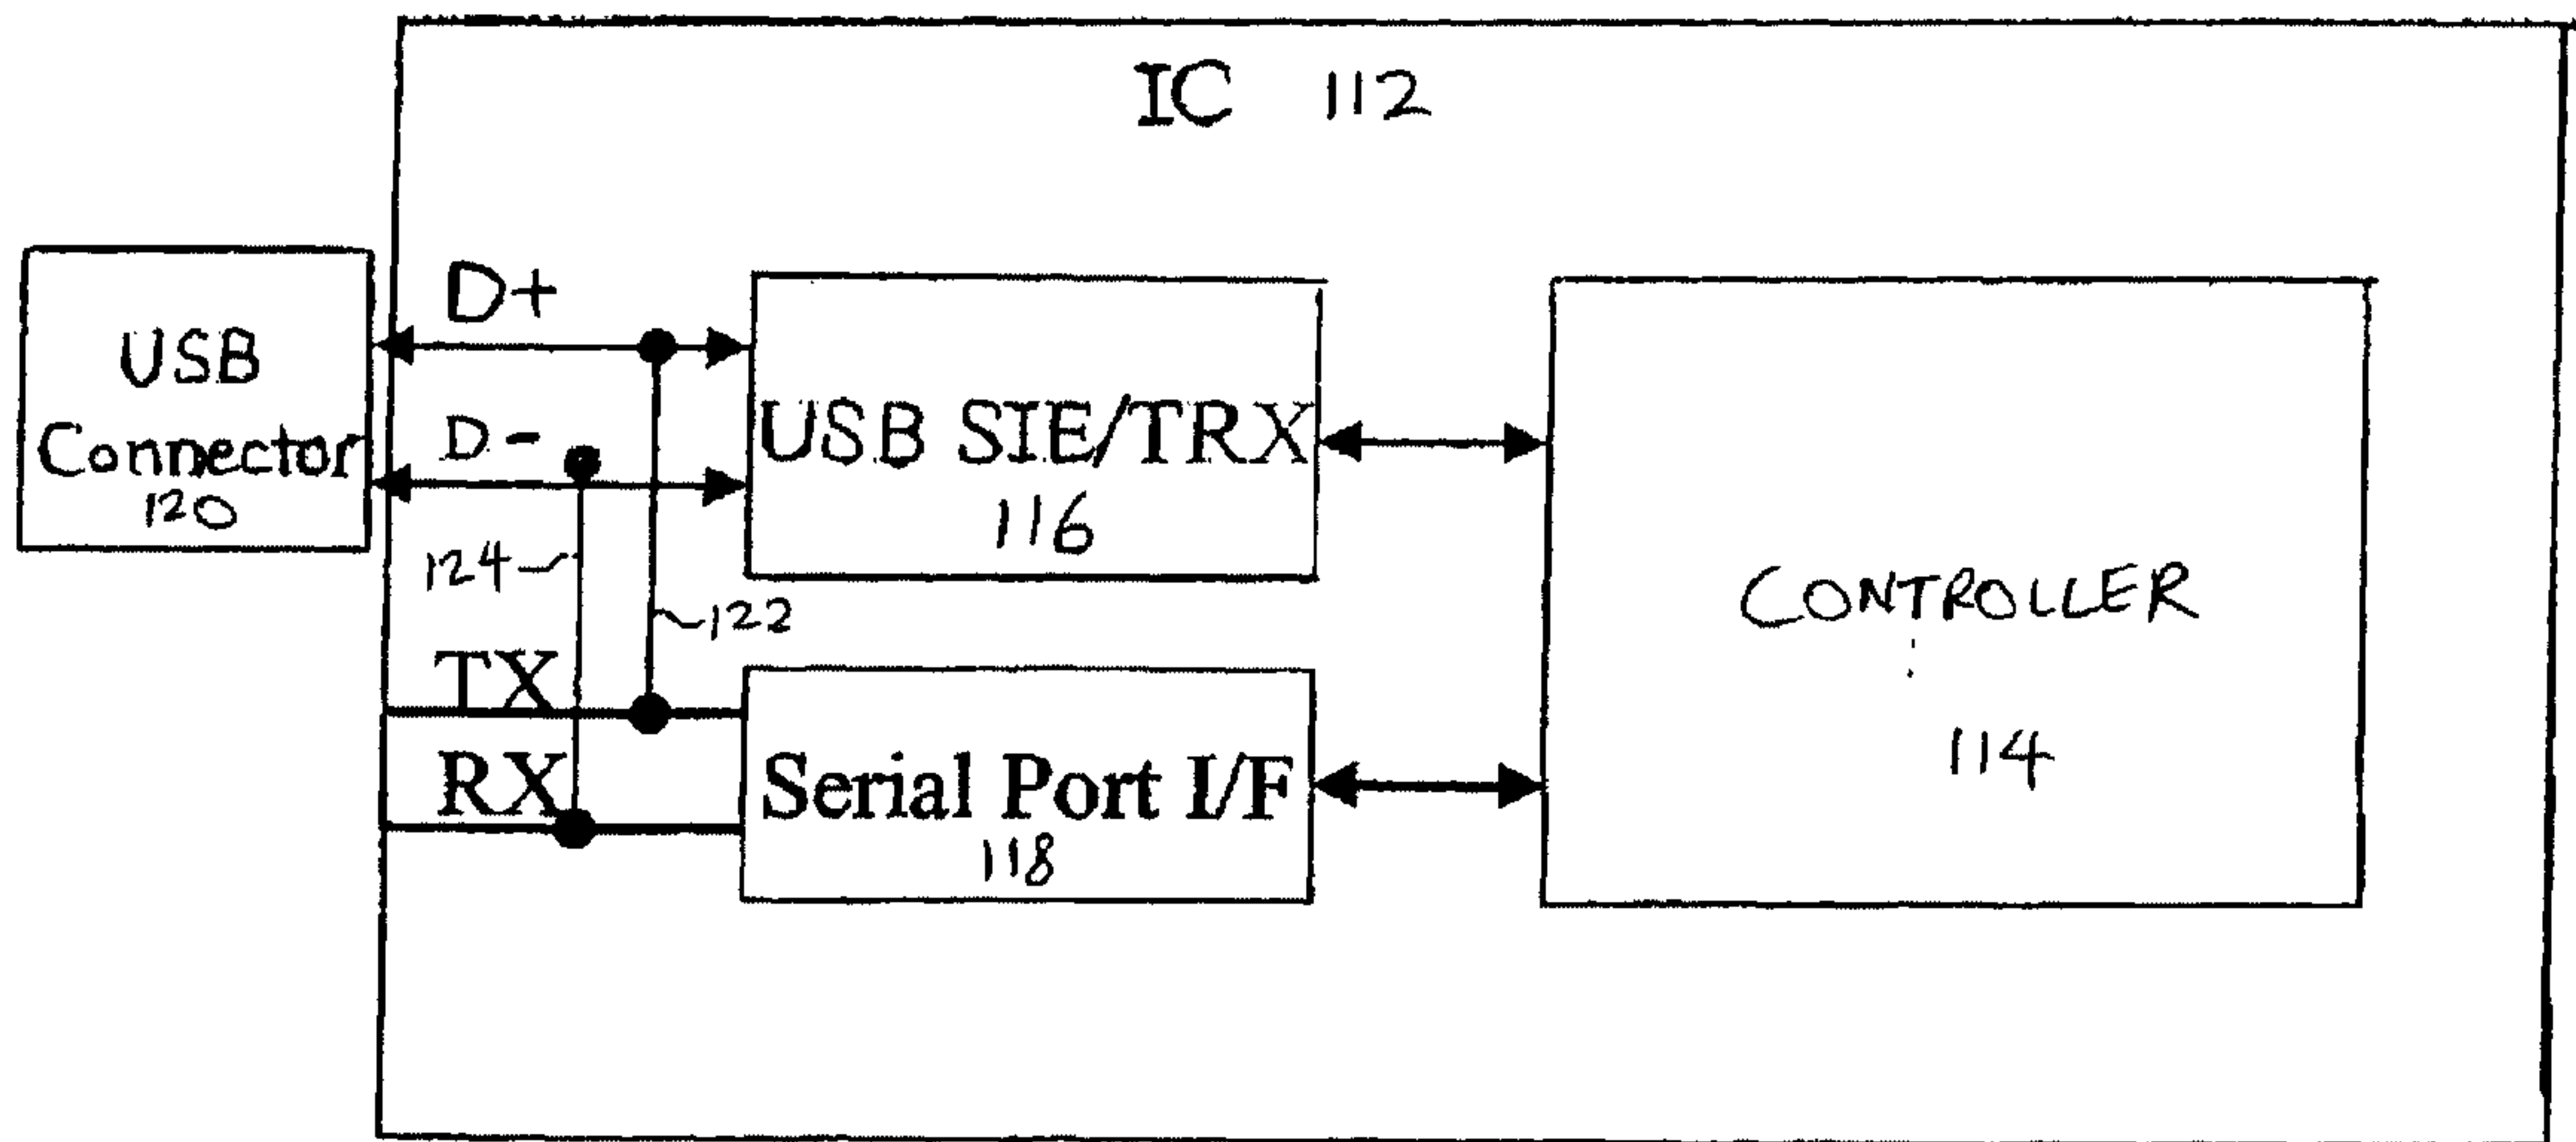 IC 112
USB
Connector
120
D+
D-
USB SIE/TRX
116
124
122
TX
RX
Serial Port I/F
118
CONTROLLER
114